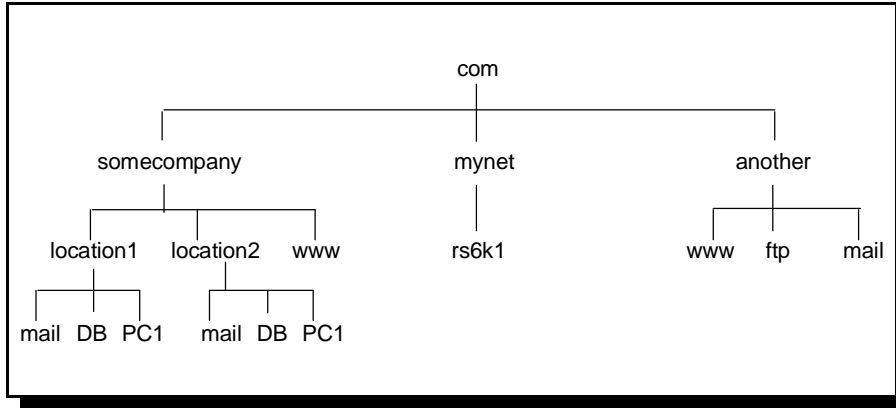 com
somecompany mynet another
location1 location2 www rs6k1 www ftp mail
mail DB PC1 mail DB PC1